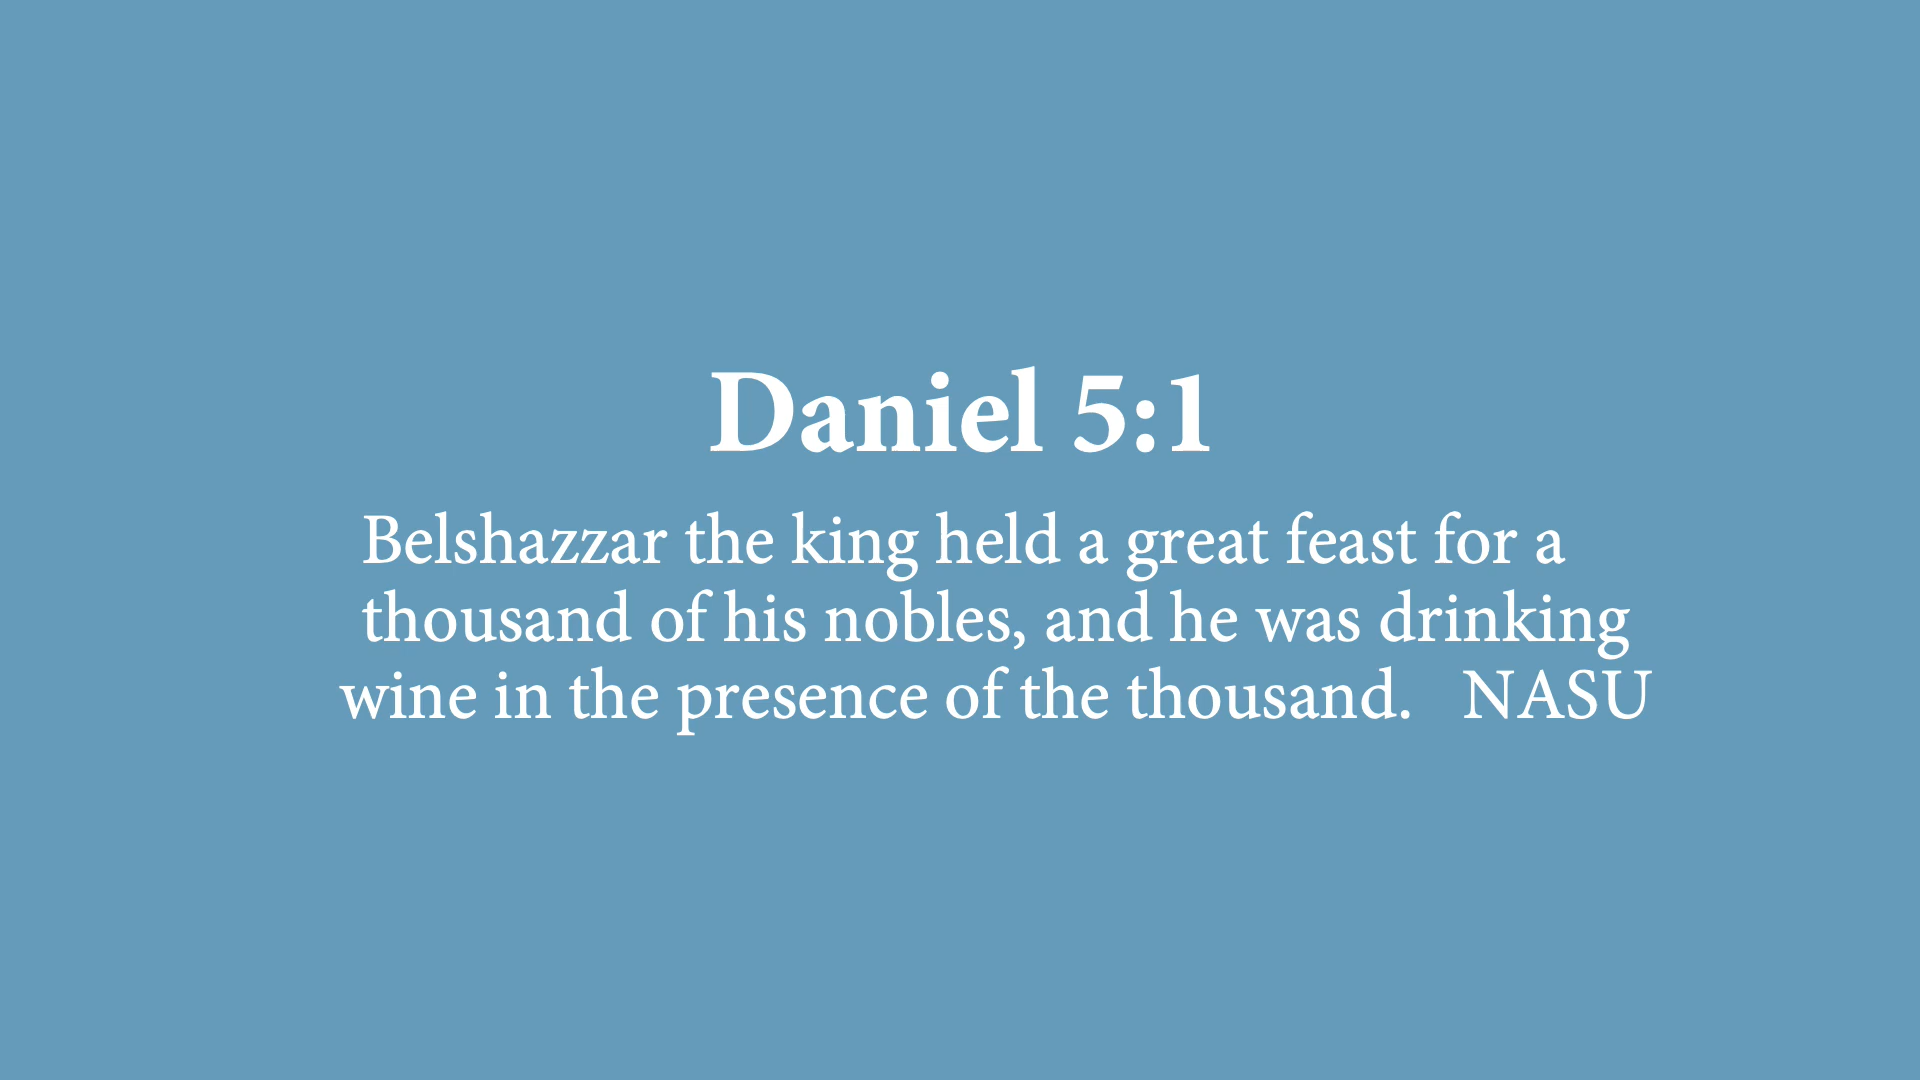 Daniel 5:1
Belshazzar the king held a great feast for a
thousand of his nobles, and he was drinking
wine in the presence of the thousand.   NASU